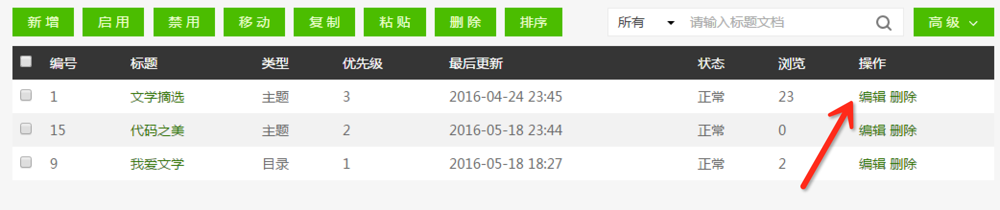 新 增 启 用 禁 用 移 动 复 制 粘 贴 删 除 排序 所有 请输入标题文档 高 级
编号 标题 类型 优先级 最后更新 状态 浏览 操作
1 文学摘选 主题 3 2016-04-24 23:45 正常 23 编辑 删除
15 代码之美 主题 2 2016-05-18 23:44 正常 0 编辑 删除
9 我爱文学 目录 1 2016-05-18 18:27 正常 2 编辑 删除